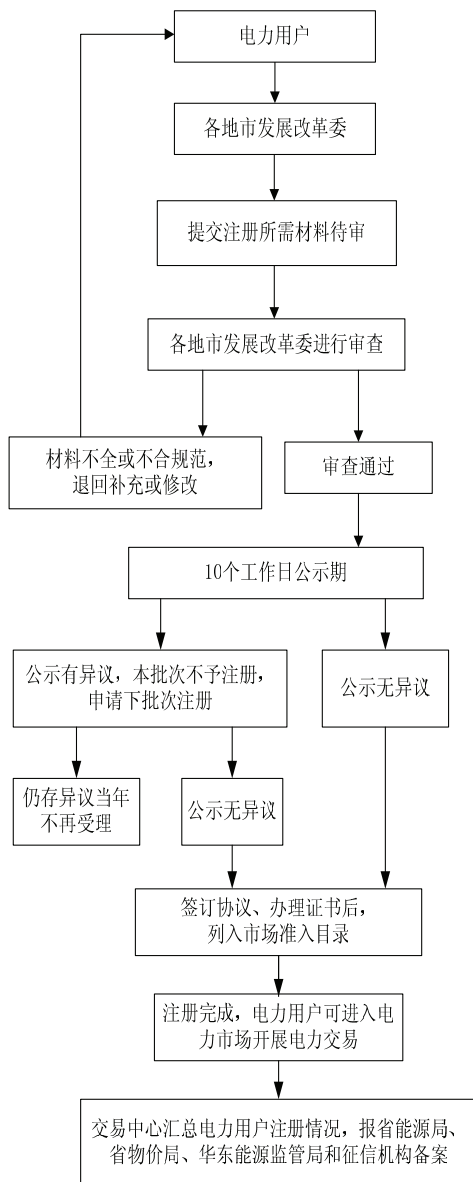 电力用户
各地市发展改革委
提交注册所需材料待审
各地市发展改革委进行审查
材料不全或不合规范，
退回补充或修改
审查通过
10个工作日公示期
公示有异议，本批次不予注册，
申请下批次注册
公示无异议
仍存异议当年
不再受理
公示无异议
签订协议、办理证书后，
列入市场准入目录
注册完成，电力用户可进入电
力市场开展电力交易
交易中心汇总电力用户注册情况，报省能源局、
省物价局、华东能源监管局和征信机构备案